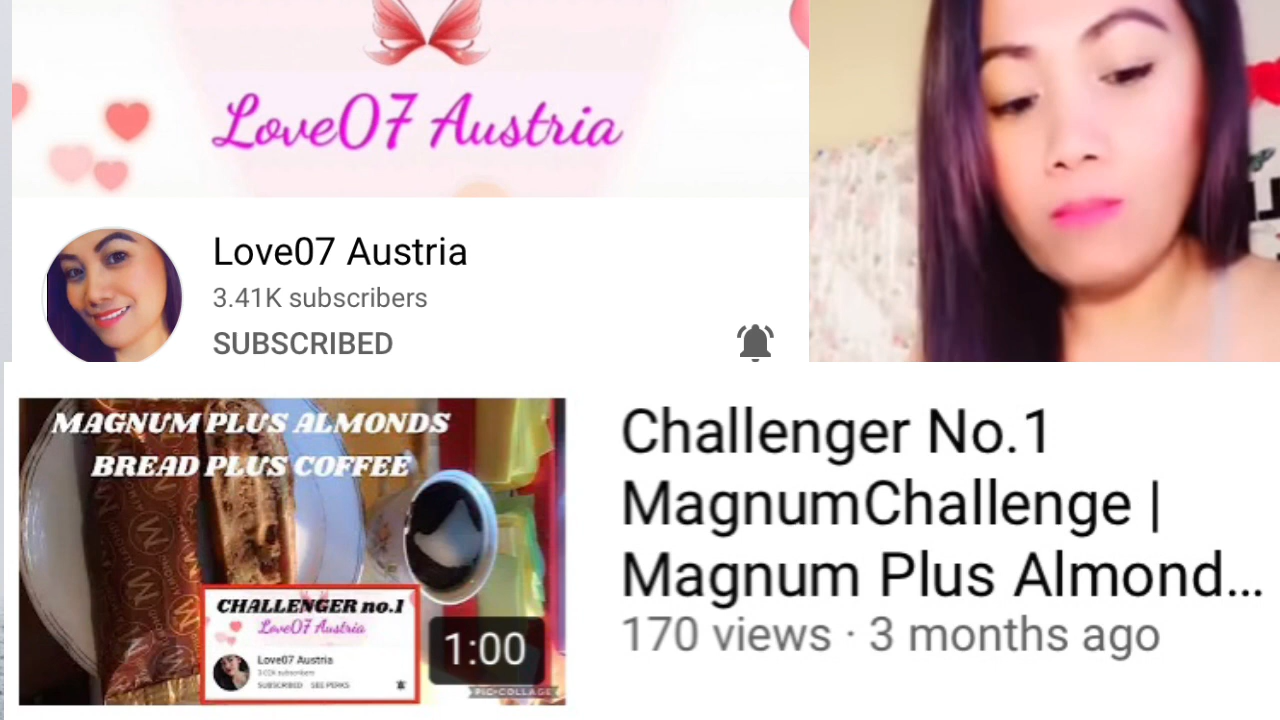 Love07 Austria
Love07 Austria
3.41K subscribers
SUBSCRIBED
MAGNUM PLUS ALMONDS
BREAD PLUS COFFEE
CHALLENGER no.1
Love07 Austria
Love07 Austria
SUBSCRIBED SEE PERKS
1:00
PIC•COLLAGE
Challenger No.1
MagnumChallenge |
Magnum Plus Almond...
170 views · 3 months ago